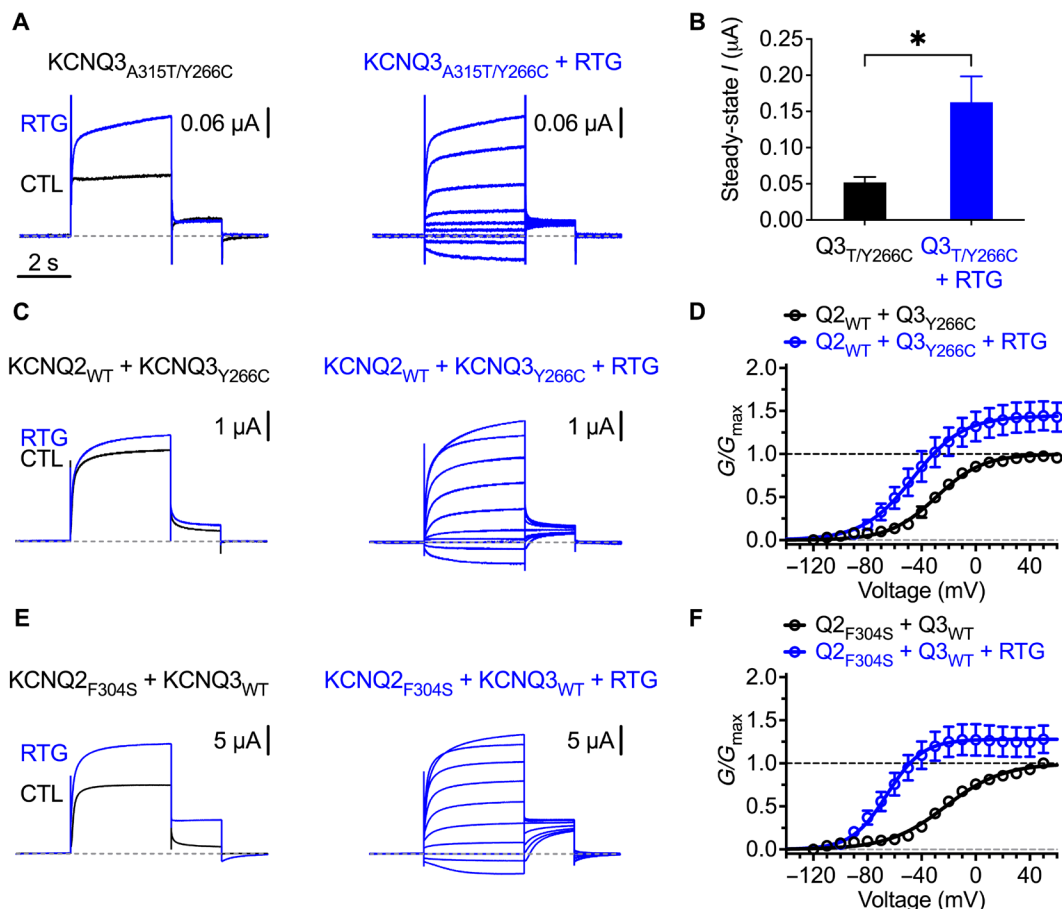 A
KCNQ3A315T/Y266C
KCNQ3A315T/Y266C + RTG
RTG
CTL
0.06 µA
0.06 µA
2 s
B
Steady-state I (µA)
0.25
0.20
0.15
0.10
0.05
0.00
*
Q3T/Y266C
Q3T/Y266C
+ RTG
C
KCNQ2WT + KCNQ3Y266C
KCNQ2WT + KCNQ3Y266C + RTG
RTG
CTL
1 µA
1 µA
D
Q2WT + Q3Y266C
Q2WT + Q3Y266C + RTG
G/Gmax
2.0
1.5
1.0
0.5
0.0
−120 −80 −40 0 40
Voltage (mV)
E
KCNQ2F304S + KCNQ3WT
KCNQ2F304S + KCNQ3WT + RTG
RTG
CTL
5 µA
5 µA
F
Q2F304S + Q3WT
Q2F304S + Q3WT + RTG
G/Gmax
2.0
1.5
1.0
0.5
0.0
−120 −80 −40 0 40
Voltage (mV)